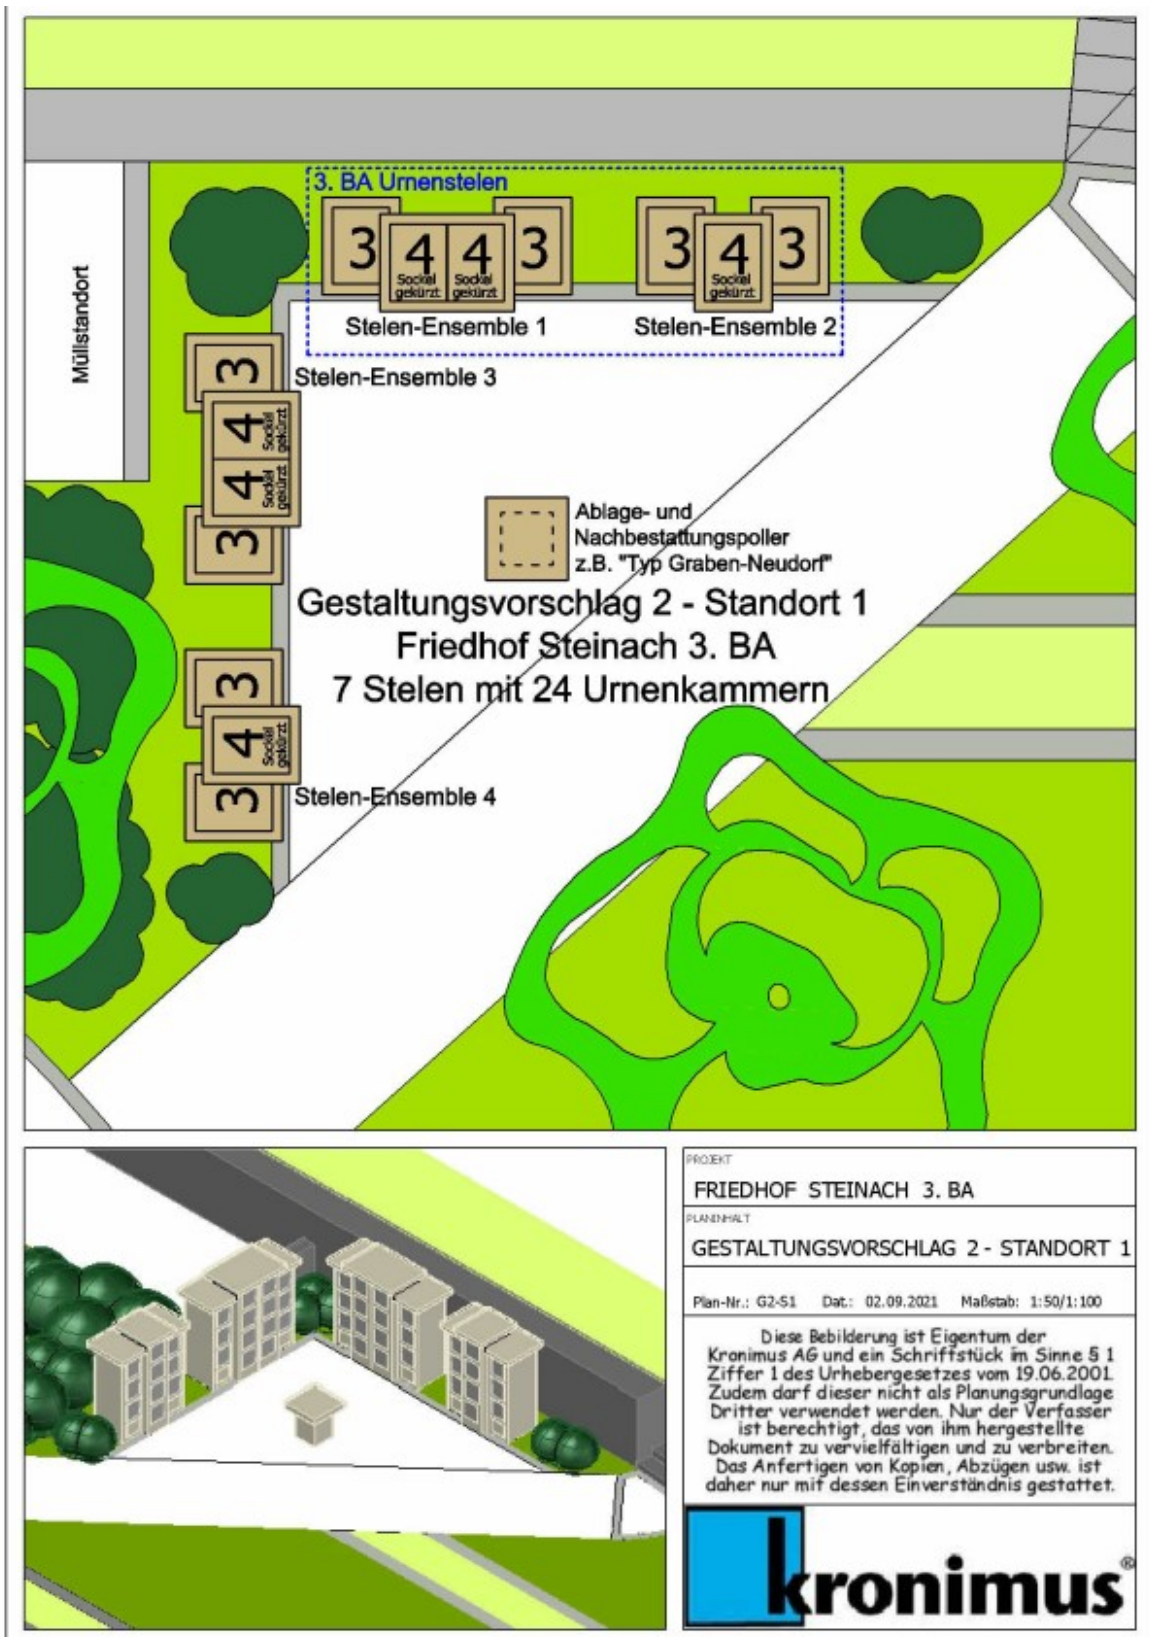 3. BA Urnenstelen
3
4
4
3
Sockel
gekürzt
Sockel
gekürzt
3
4
3
Sockel
gekürzt
Stelen-Ensemble 1
Stelen-Ensemble 2
Müllstandort
3
Stelen-Ensemble 3
4
Sockel
gekürzt
4
Sockel
gekürzt
3
Ablage- und
Nachbestattungspoller
z.B. "Typ Graben-Neudorf"
Gestaltungsvorschlag 2 - Standort 1
Friedhof Steinach 3. BA
7 Stelen mit 24 Urnenkammern
3
4
Sockel
gekürzt
3
Stelen-Ensemble 4
PROJEKT
FRIEDHOF STEINACH 3. BA
PLANINHALT
GESTALTUNGSVORSCHLAG 2 - STANDORT 1
Plan-Nr.: G2-S1 Dat.: 02.09.2021 Maßstab: 1:50/1:100
Diese Bebilderung ist Eigentum der
Kronimus AG und ein Schriftstück im Sinne § 1
Ziffer 1 des Urhebergesetzes vom 19.06.2001.
Zudem darf dieser nicht als Planungsgrundlage
Dritter verwendet werden. Nur der Verfasser
ist berechtigt, das von ihm hergestellte
Dokument zu vervielfältigen und zu verbreiten.
Das Anfertigen von Kopien, Abzügen usw. ist
daher nur mit dessen Einverständnis gestattet.
kronimus®